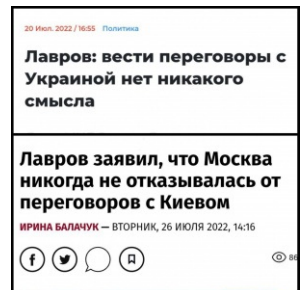 20 Июл. 2022 / 16:55 Политика
Лавров: вести переговоры с
Украиной нет никакого
смысла
Лавров заявил, что Москва
никогда не отказывалась от
переговоров с Киевом
ИРИНА БАЛАЧУК — ВТОРНИК, 26 ИЮЛЯ 2022, 14:16